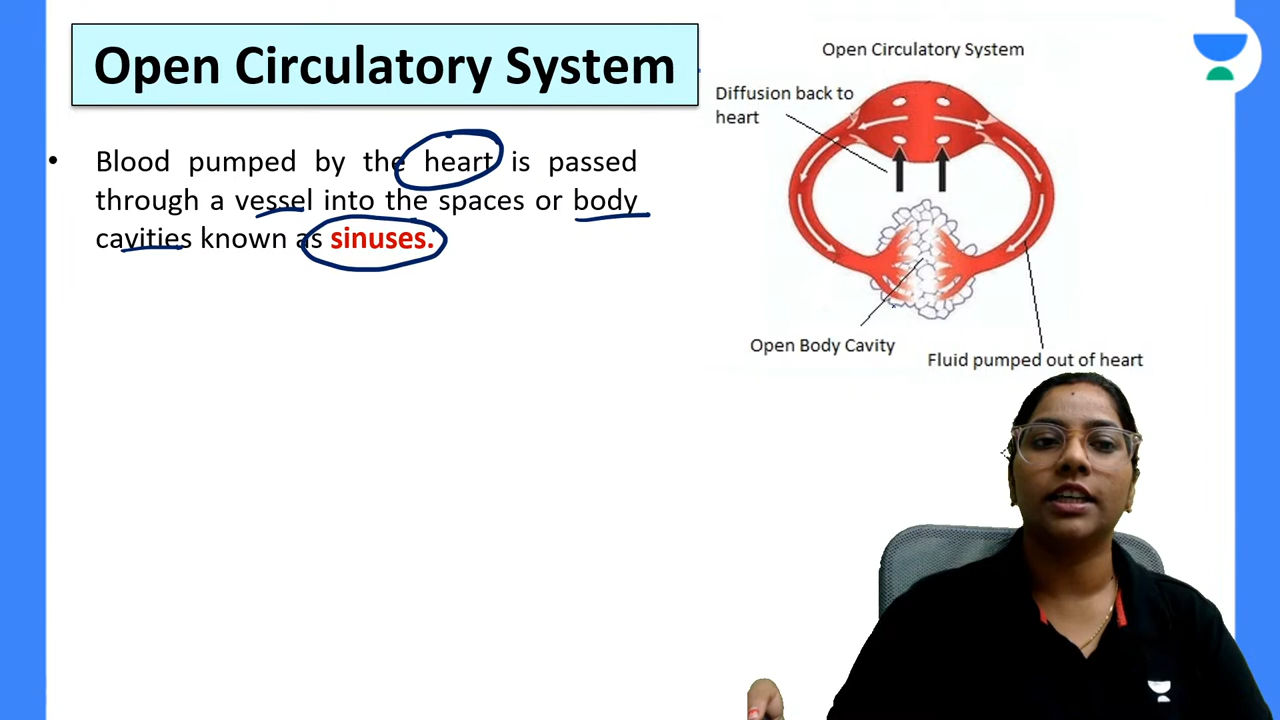 Open Circulatory System
• Blood pumped by the heart is passed
through a vessel into the spaces or body
cavities known as sinuses.
Open Circulatory System
Diffusion back to
heart
Open Body Cavity
Fluid pumped out of heart